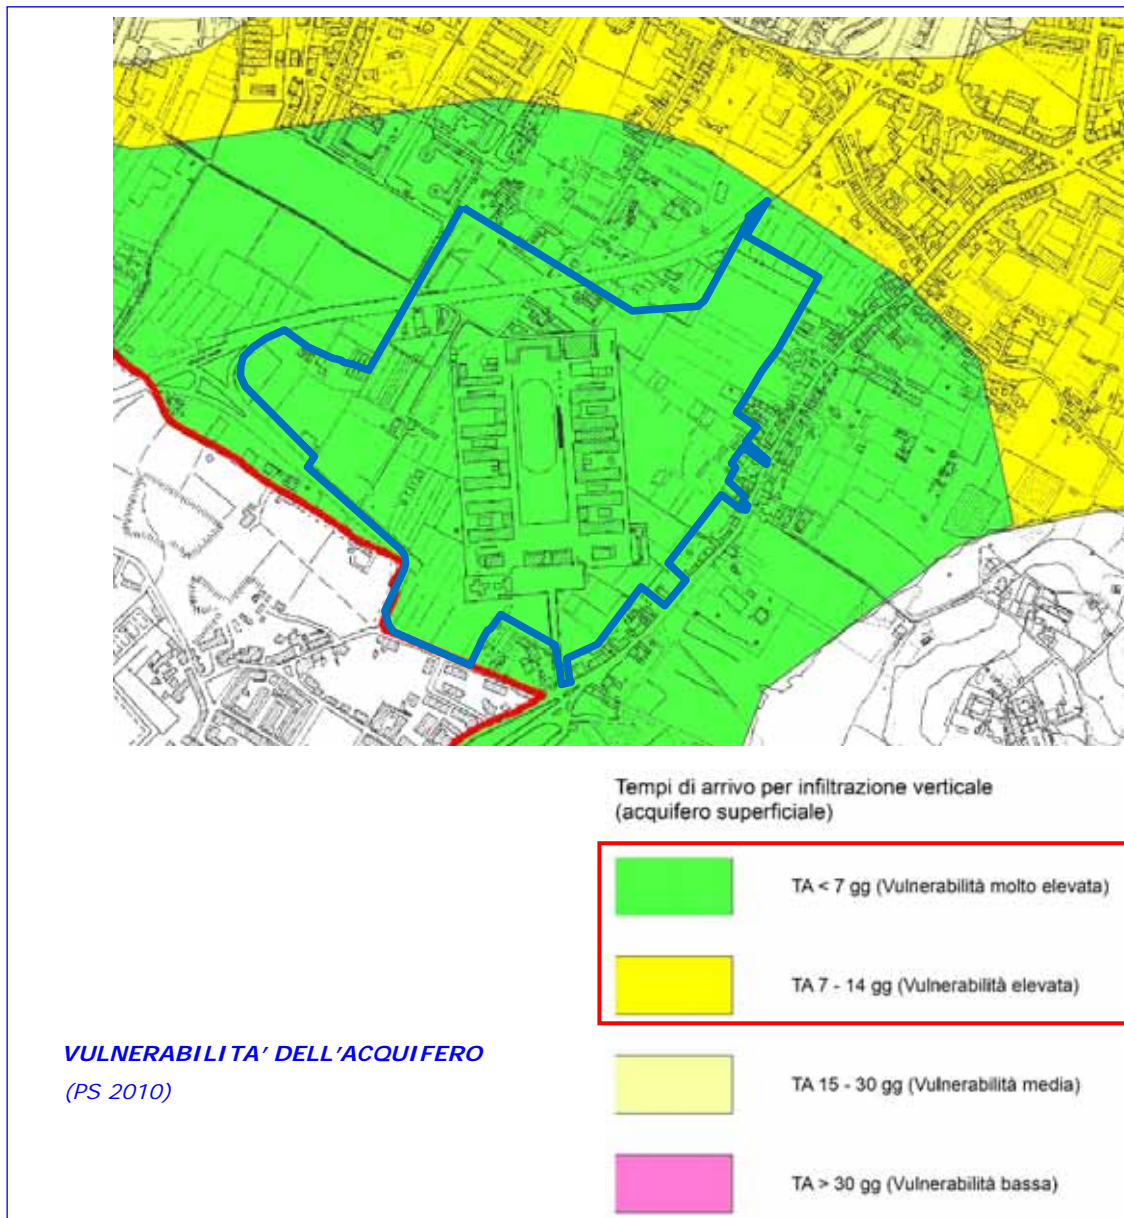 Tempi di arrivo per infiltrazione verticale
(acquifero superficiale)
TA < 7 gg (Vulnerabilità molto elevata)
TA 7 - 14 gg (Vulnerabilità elevata)
VULNERABILITA' DELL'ACQUIFERO
(PS 2010)
TA 15 - 30 gg (Vulnerabilità media)
TA > 30 gg (Vulnerabilità bassa)